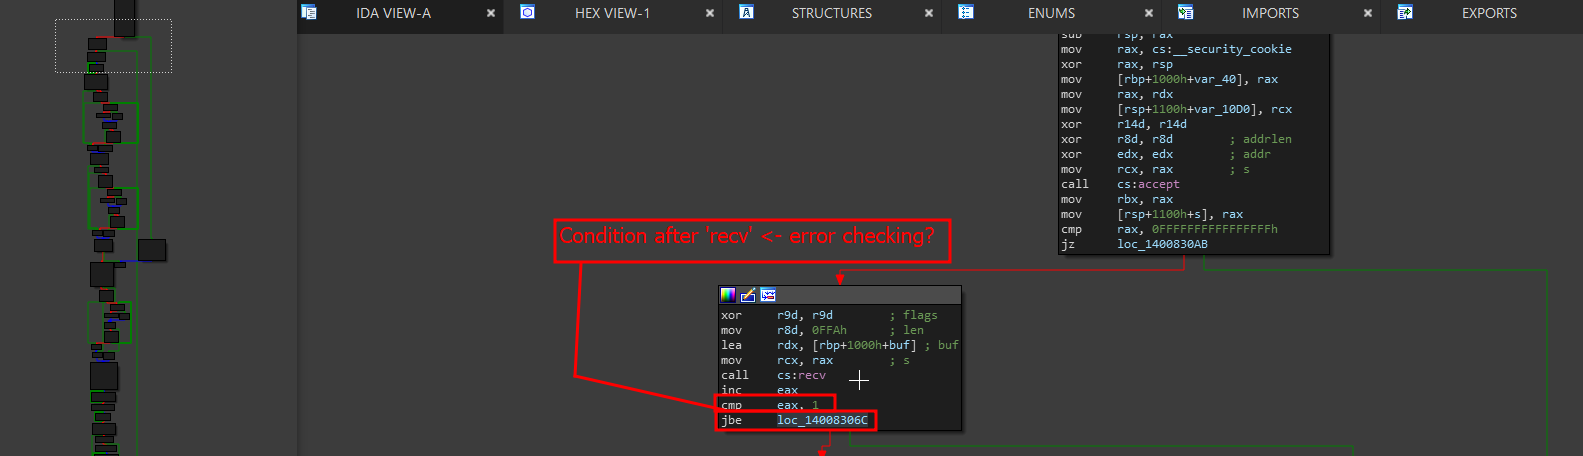 IDA VIEW-A
HEX VIEW-1
STRUCTURES
ENUMS
IMPORTS
EXPORTS
sub rsp, rax
mov rax, cs:__security_cookie
xor rax, rsp
mov [rbp+1000h+var_40], rax
mov rax, rdx
mov [rsp+1100h+var_10D0], rcx
xor r14d, r14d
xor r8d, r8d ; addrlen
xor edx, edx ; addr
mov rcx, rax ; s
call cs:accept
mov rbx, rax
mov [rsp+1100h+s], rax
cmp rax, 0FFFFFFFFFFFFFFFFh
jz loc_1400830AB
Condition after 'recv' <- error checking?
xor r9d, r9d ; flags
mov r8d, 0FFAh ; len
lea rdx, [rbp+1000h+buf] ; buf
mov rcx, rax ; s
call cs:recv
inc eax
cmp eax, 1
jbe loc_14008306C